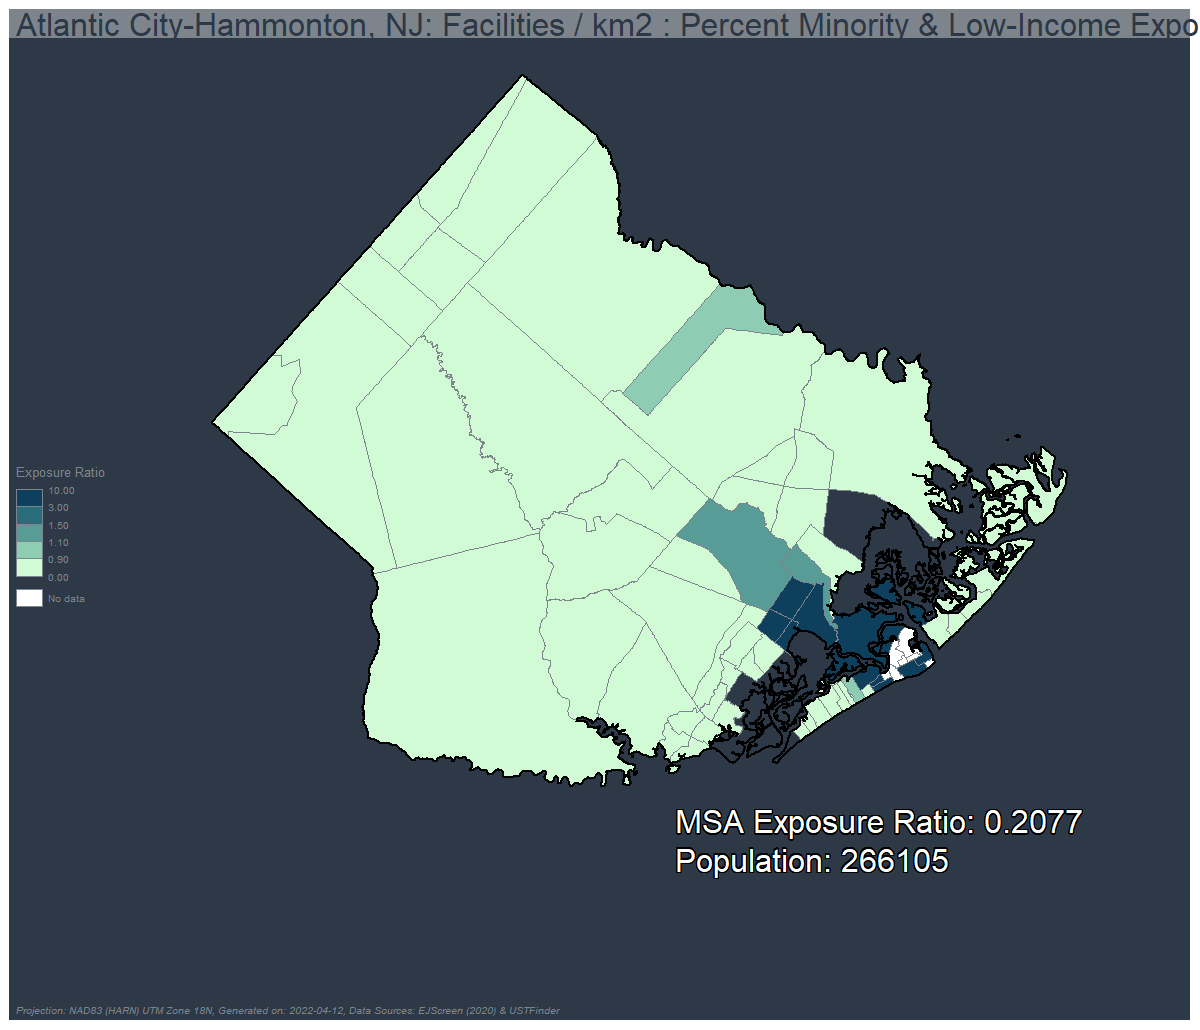 Atlantic City-Hammonton, NJ: Facilities / km2 : Percent Minority & Low-Income Expo
Exposure Ratio
10.00
3.00
1.50
1.10
0.90
0.00
No data
MSA Exposure Ratio: 0.2077
Population: 266105
Projection: NAD83 (HARN) UTM Zone 18N, Generated on: 2022-04-12, Data Sources: EJScreen (2020) & USTFinder